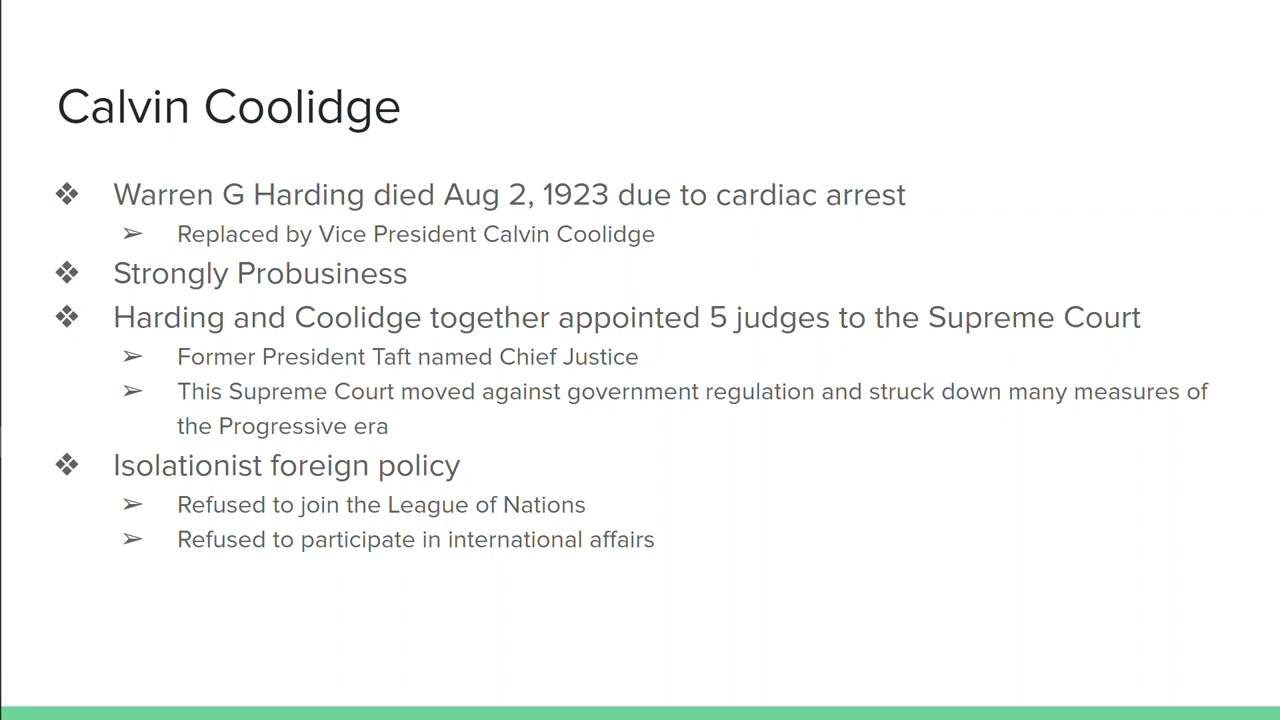 Calvin Coolidge
❖ Warren G Harding died Aug 2, 1923 due to cardiac arrest
➢ Replaced by Vice President Calvin Coolidge
❖ Strongly Probusiness
❖ Harding and Coolidge together appointed 5 judges to the Supreme Court
➢ Former President Taft named Chief Justice
➢ This Supreme Court moved against government regulation and struck down many measures of
the Progressive era
❖ Isolationist foreign policy
➢ Refused to join the League of Nations
➢ Refused to participate in international affairs